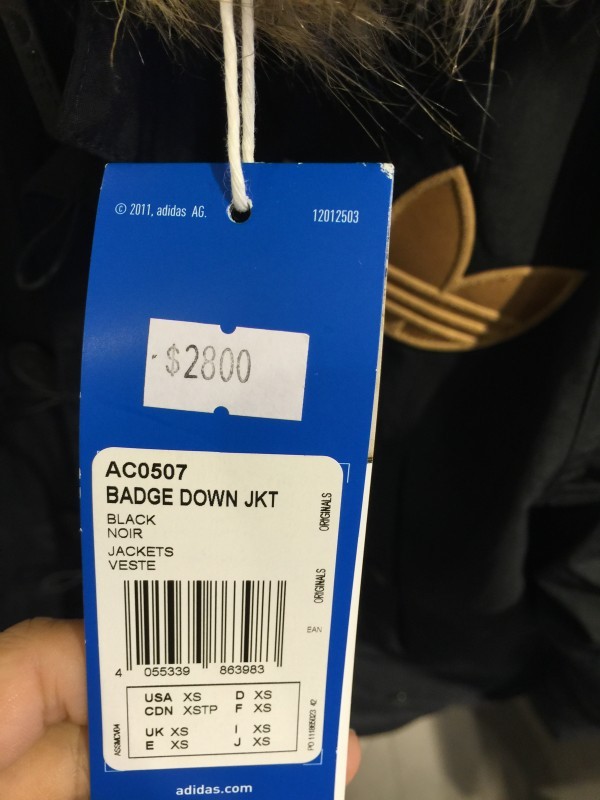 © 2011, adidas AG.
12012503
$2800
AC0507
BADGE DOWN JKT
BLACK
NOIR
JACKETS
VESTE
ORIGINALS
ORIGINALS
EAN
4 055339 863983
USA XS D XS
CDN XSTP F XS
UK XS I XS
E XS J XS
adidas.com